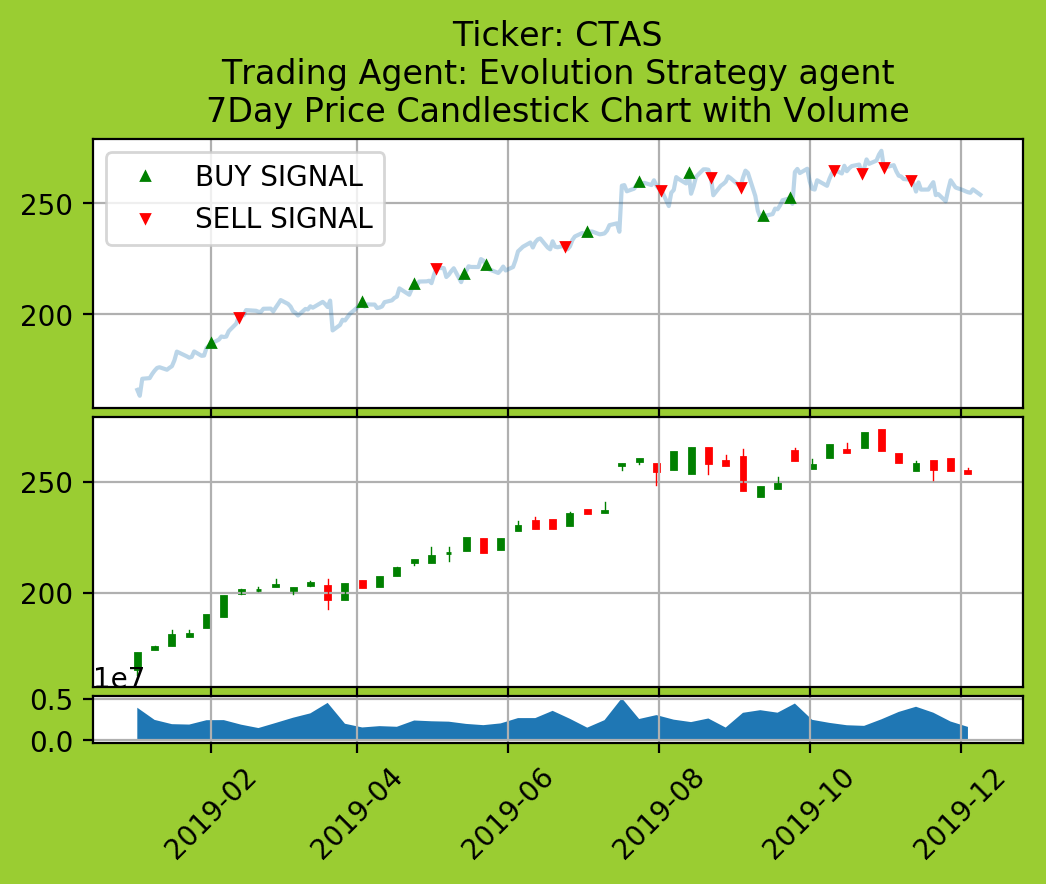 Ticker: CTAS
Trading Agent: Evolution Strategy agent
7Day Price Candlestick Chart with Volume
BUY SIGNAL
SELL SIGNAL
250
200
250
200
1e7
0.5
0.0
2019-02
2019-04
2019-06
2019-08
2019-10
2019-12